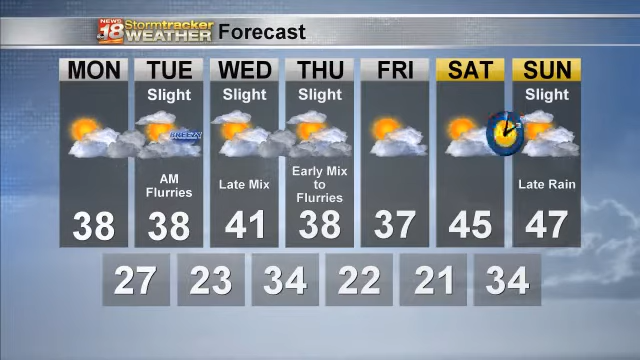 NEWS
18
Stormtracker
WEATHER
Forecast
MON TUE WED THU FRI SAT SUN
Slight Slight Slight Slight
BREEZY
AM
Flurries
Late Mix
Early Mix
to
Flurries
Late Rain
38 38 41 38 37 45 47
27 23 34 22 21 34